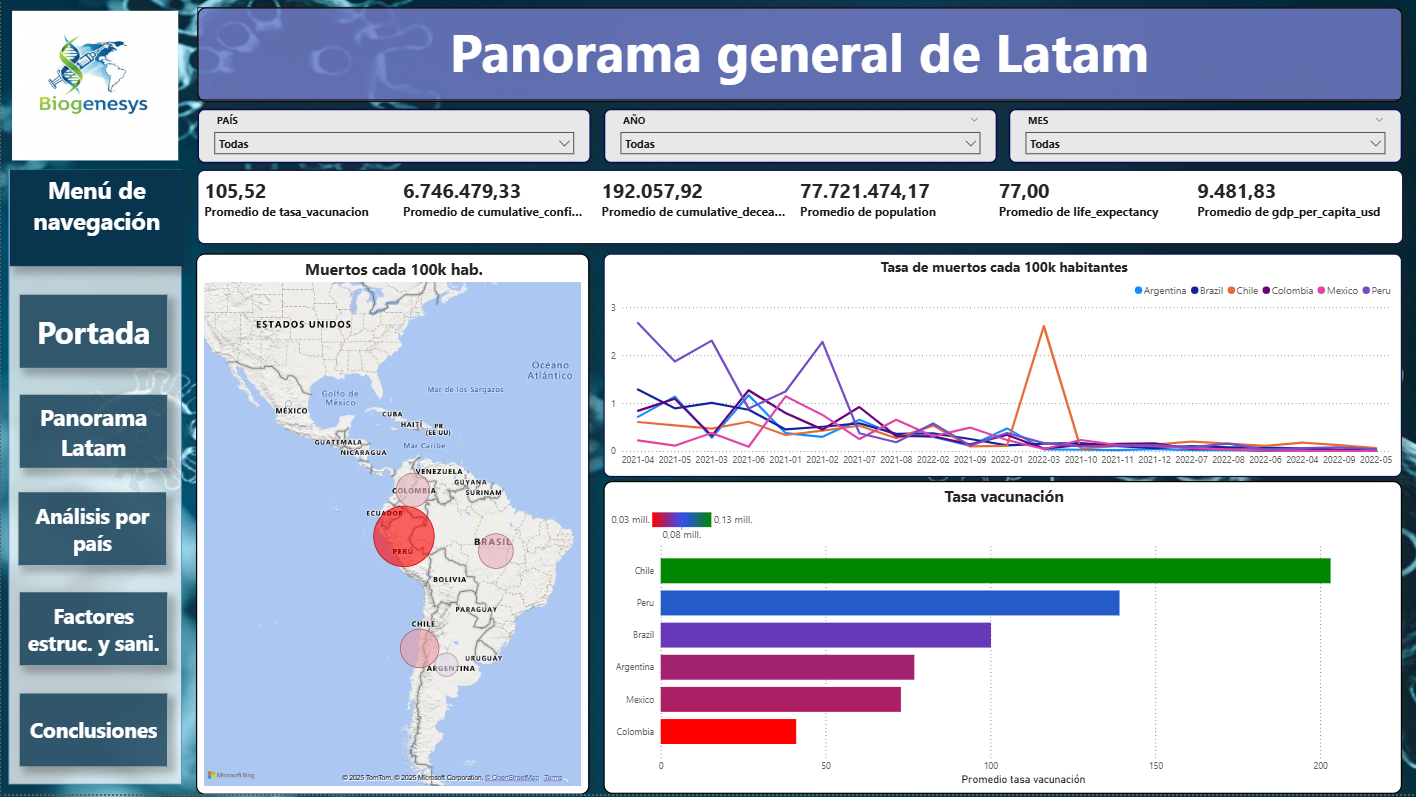 Biogenesys
Panorama general de Latam
PAÍS
Todas
AÑO
Todas
MES
Todas
105,52
Promedio de tasa_vacunacion
6.746.479,33
Promedio de cumulative_confi...
192.057,92
Promedio de cumulative_decea...
77.721.474,17
Promedio de population
77,00
Promedio de life_expectancy
9.481,83
Promedio de gdp_per_capita_usd
Menú de
navegación
Portada
Panorama
Latam
Análisis por
país
Factores
estruc. y sani.
Conclusiones
Muertos cada 100k hab.
ESTADOS UNIDOS
Océano
Atlántico
Golfo de
México
Mar de los Sargazos
MÉXICO
CUBA
HAITÍ
PR
(EE UU)
GUATEMALA
Mar Caribe
NICARAGUA
VENEZUELA
GUYANA
SURINAM
COLOMBIA
ECUADOR
PERÚ
BRASIL
BOLIVIA
PARAGUAY
CHILE
URUGUAY
ARGENTINA
Microsoft Bing
© 2025 TomTom, © 2025 Microsoft Corporation, © OpenStreetMap Terms
Tasa de muertos cada 100k habitantes
Argentina Brazil Chile Colombia Mexico Peru
3
2
1
0
2021-04 2021-05 2021-03 2021-06 2021-01 2021-02 2021-07 2021-08 2022-02 2021-09 2022-01 2022-03 2021-10 2021-11 2021-12 2022-07 2022-08 2022-06 2022-04 2022-09 2022-05
Tasa vacunación
0,03 mill. 0,13 mill.
0,08 mill.
Chile
Peru
Brazil
Argentina
Mexico
Colombia
0 50 100 150 200
Promedio tasa vacunación